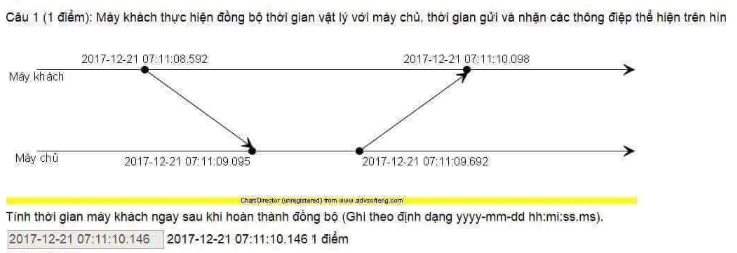 Câu 1 (1 điểm): Máy khách thực hiện đồng bộ thời gian vật lý với máy chủ, thời gian gửi và nhận các thông điệp thể hiện trên hìn
2017-12-21 07:11:08.592
2017-12-21 07:11:10.098
Máy khách
Máy chủ
2017-12-21 07:11:09.095
2017-12-21 07:11:09.692
ChartDirector (unregistered) from www.advsofteng.com
Tính thời gian máy khách ngay sau khi hoàn thành đồng bộ (Ghi theo định dạng yyyy-mm-dd hh:mi:ss.ms).
2017-12-21 07:11:10.146 2017-12-21 07:11:10.146 1 điểm